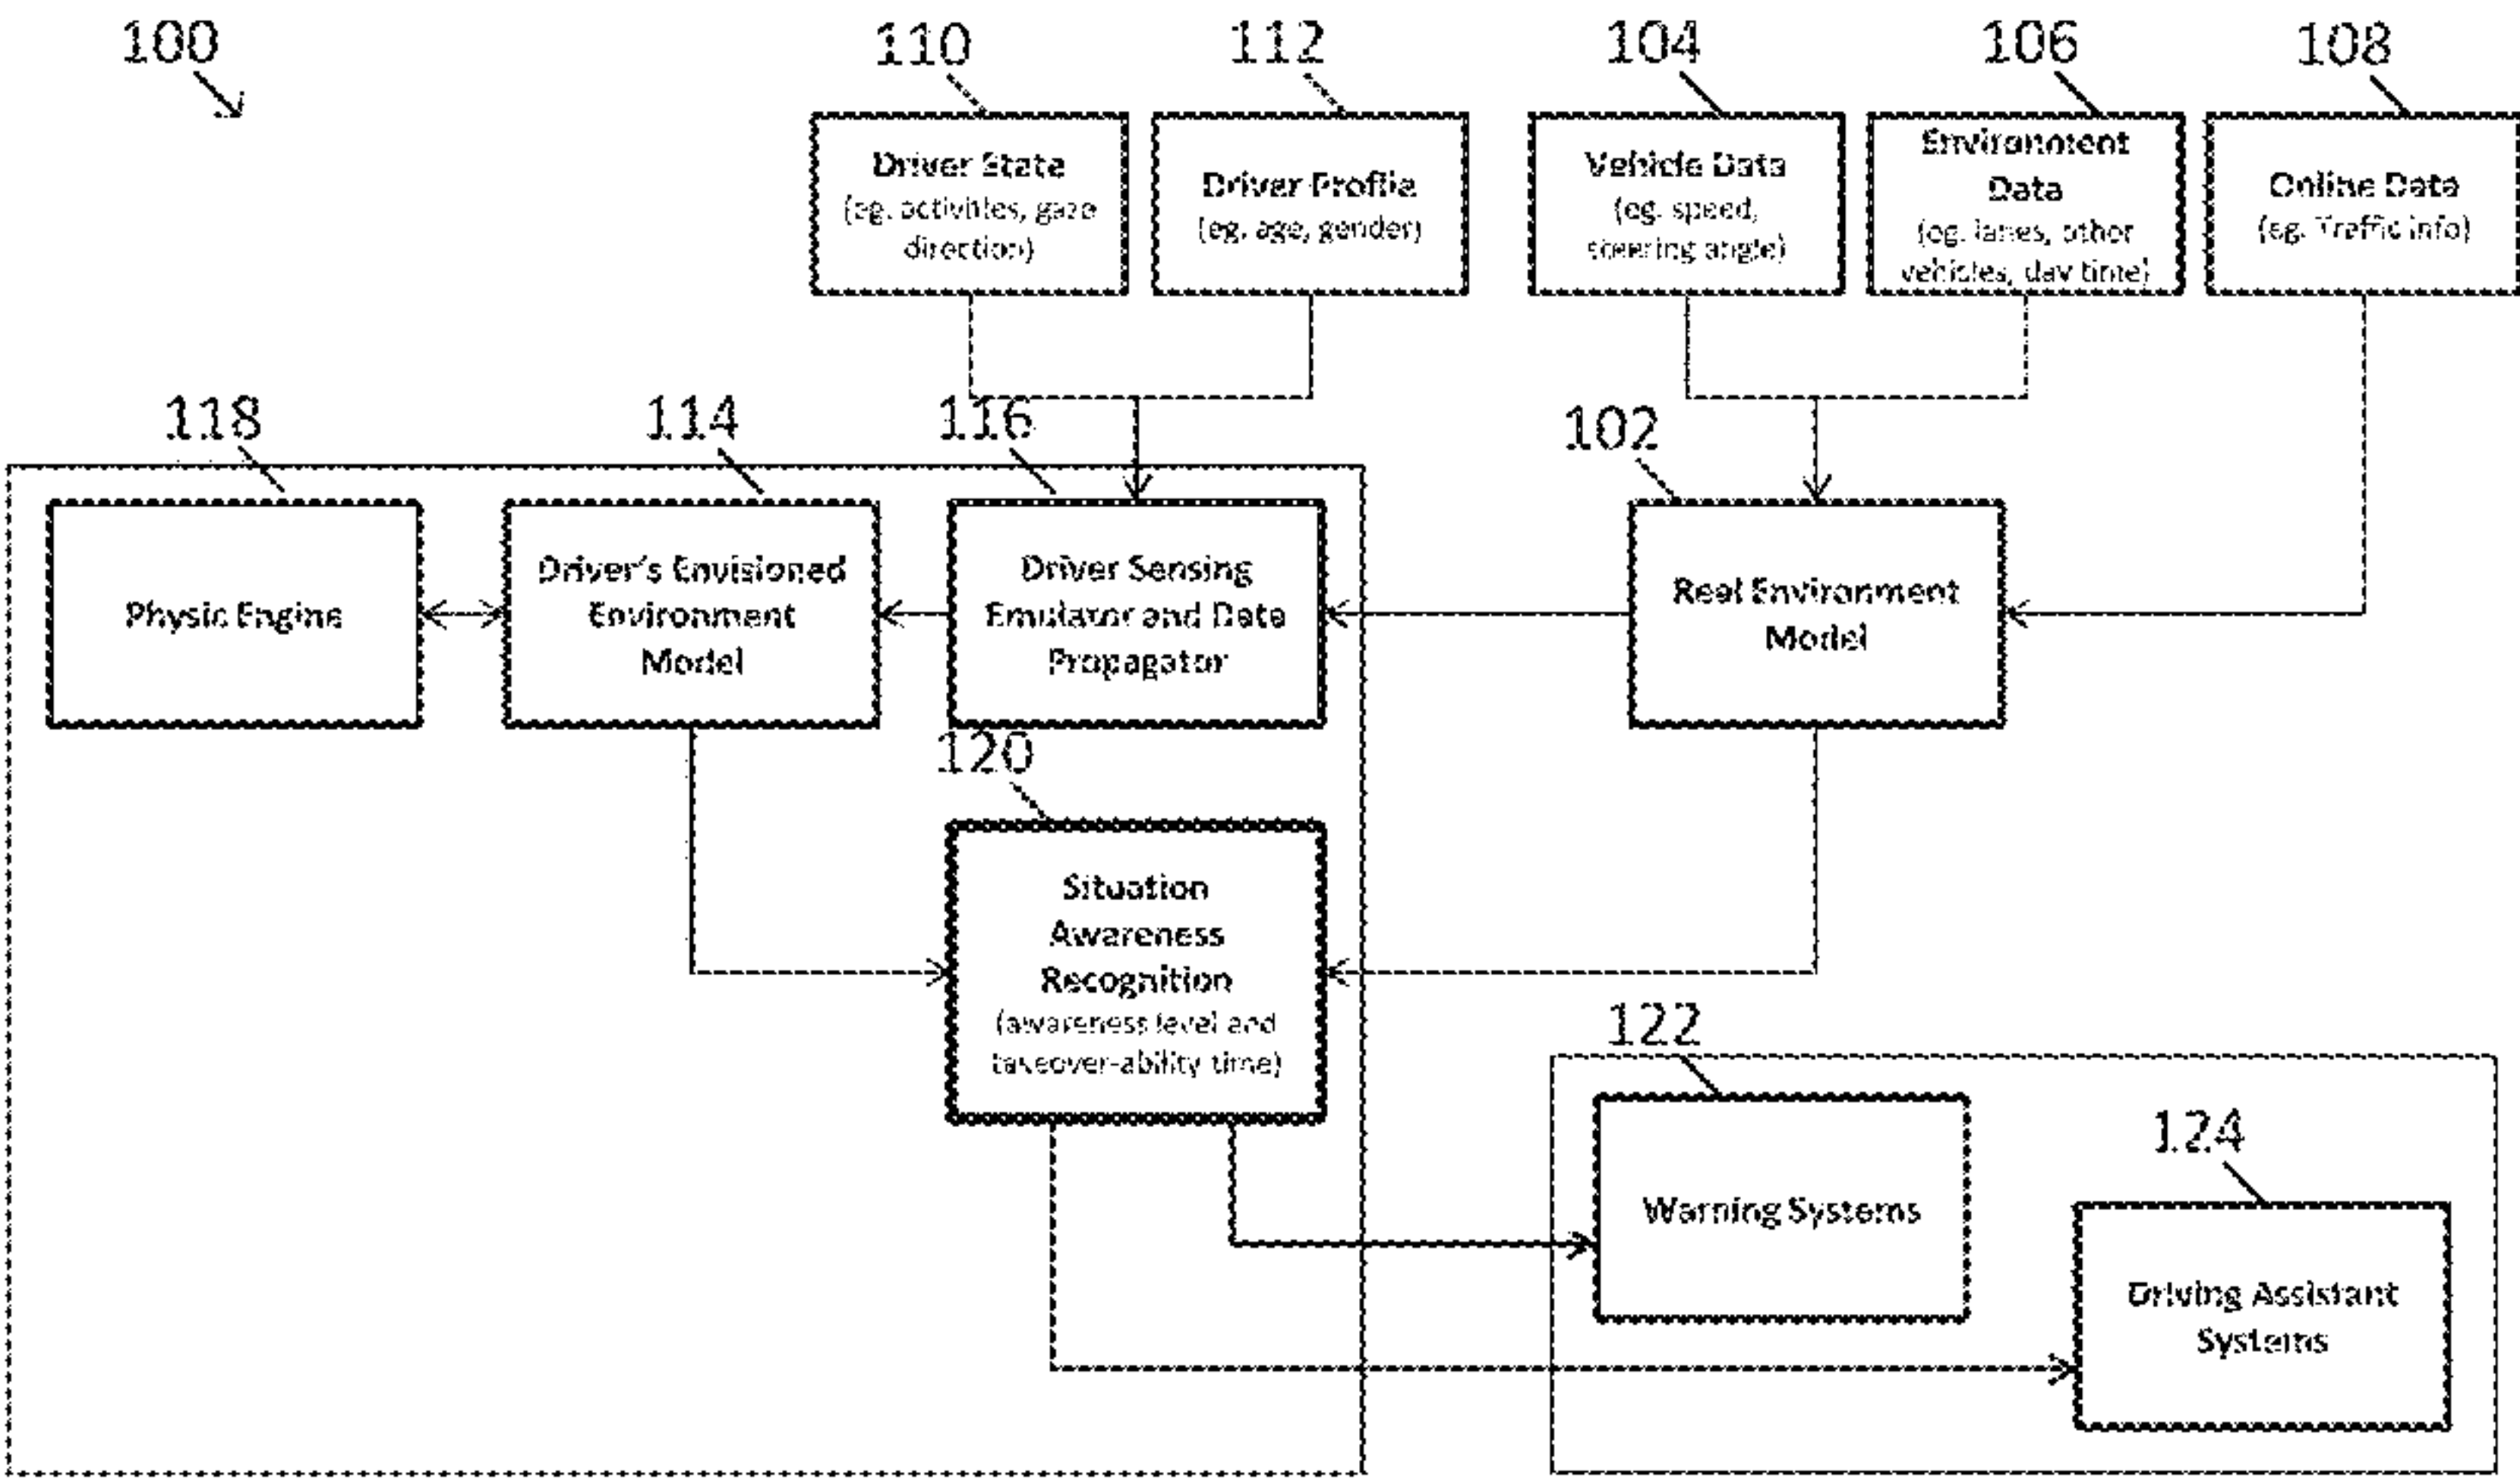 100
110
112
104
106
108
Driver State
(eg. activities, gaze
direction)
Driver Profile
(eg. age, gender)
Vehicle Data
(eg. speed,
steering angle)
Environment
Data
(eg. lanes, other
vehicles, day time)
Online Data
(eg. Traffic info)
118
114
116
102
Physic Engine
Driver's Envisioned
Environment
Model
Driver Sensing
Emulator and Data
Propagator
Real Environment
Model
120
Situation
Awareness
Recognition
(awareness level and
takeover-ability time)
122
Warning Systems
124
Driving Assistant
Systems